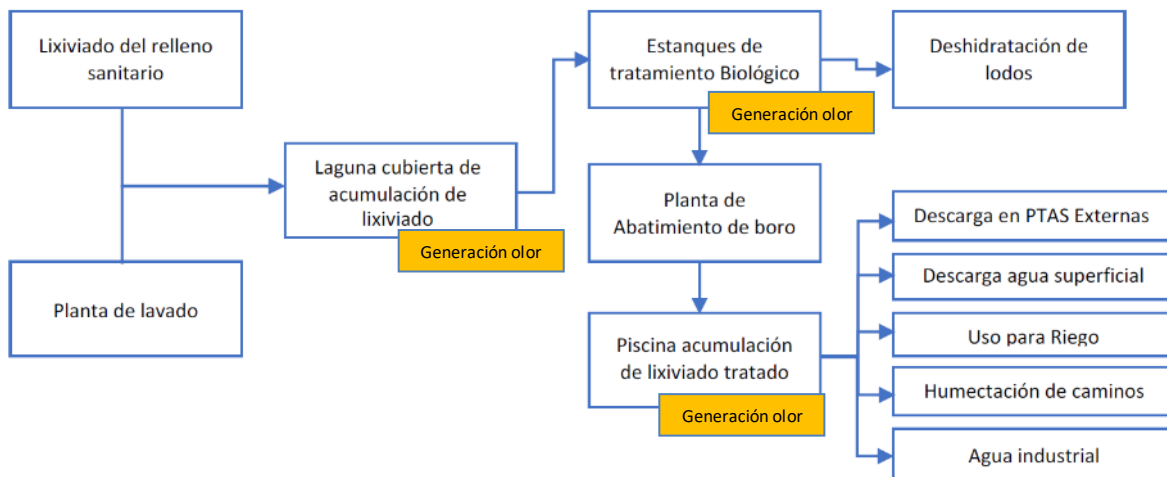 Lixiviado del relleno
sanitario
Planta de lavado
Laguna cubierta de
acumulación de
lixiviado
Generación olor
Estanques de
tratamiento Biológico
Generación olor
Deshidratación de
lodos
Planta de
Abatimiento de boro
Piscina acumulación
de lixiviado tratado
Generación olor
Descarga en PTAS Externas
Descarga agua superficial
Uso para Riego
Humectación de caminos
Agua industrial